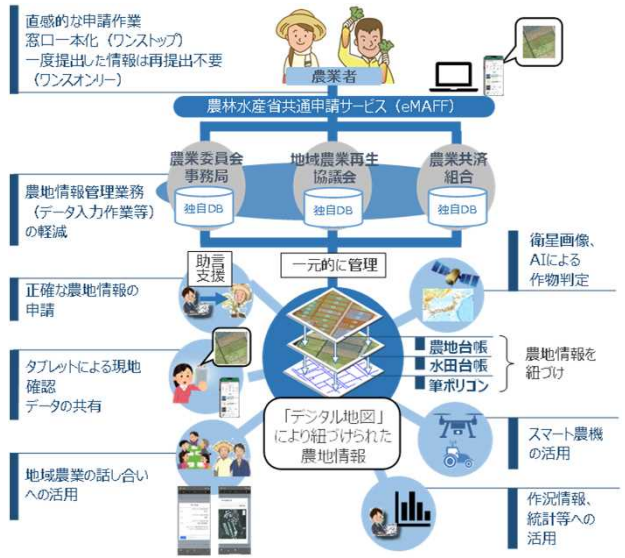 直感的な申請作業
窓口一本化（ワンストップ）
一度提出した情報は再提出不要
（ワンスオンリー）
農業者
農林水産省共通申請サービス（eMAFF）
農業委員会
事務局
独自DB
地域農業再生
協議会
独自DB
農業共済
組合
独自DB
農地情報管理業務
（データ入力作業等）
の軽減
助言
支援
一元的に管理
衛星画像、
AIによる
作物判定
正確な農地情報の
申請
農地台帳
水田台帳
筆ポリゴン
農地情報を
紐づけ
タブレットによる現地
確認
データの共有
「デジタル地図」
により紐づけられた
農地情報
スマート農機
の活用
地域農業の話し合い
への活用
作況情報、
統計等への
活用